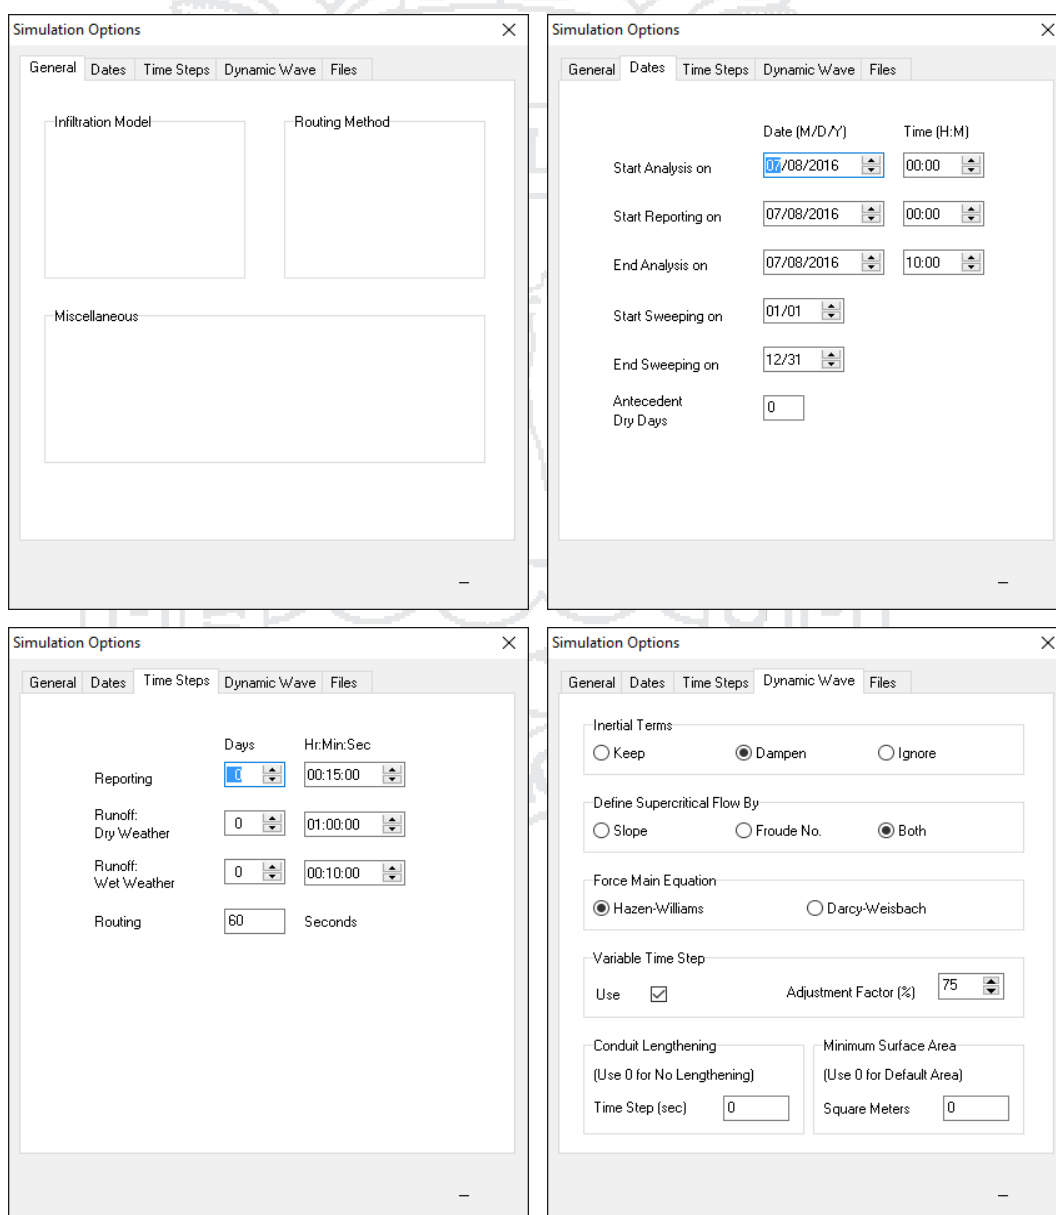 Simulation Options
General Dates Time Steps Dynamic Wave Files
Infiltration Model Routing Method
Miscellaneous
Simulation Options
General Dates Time Steps Dynamic Wave Files
Date (M/D/Y) Time (H:M)
Start Analysis on 07/08/2016 00:00
Start Reporting on 07/08/2016 00:00
End Analysis on 07/08/2016 10:00
Start Sweeping on 01/01
End Sweeping on 12/31
Antecedent
Dry Days 0
Simulation Options
General Dates Time Steps Dynamic Wave Files
Days Hr:Min:Sec
Reporting 0 00:15:00
Runoff:
Dry Weather 0 01:00:00
Runoff:
Wet Weather 0 00:10:00
Routing 60 Seconds
Simulation Options
General Dates Time Steps Dynamic Wave Files
Inertial Terms
Keep Dampen Ignore
Define Supercritical Flow By
Slope Froude No. Both
Force Main Equation
Hazen-Williams Darcy-Weisbach
Variable Time Step
Use Adjustment Factor (%) 75
Conduit Lengthening
(Use 0 for No Lengthening)
Time Step (sec) 0
Minimum Surface Area
(Use 0 for Default Area)
Square Meters 0